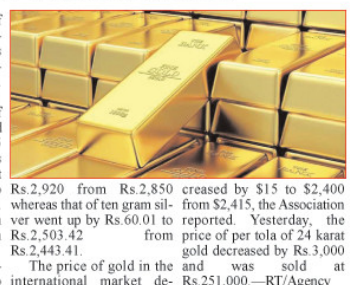 Rs.2,920 from Rs.2,850
whereas that of ten gram sil-
ver went up by Rs.60.01 to
Rs.2,503.42 from
Rs.2,443.41.
The price of gold in the
international market de-
creased by $15 to $2,400
from $2,415, the Association
reported. Yesterday, the
price of per tola of 24 karat
gold decreased by Rs.3,000
and was sold at
Rs.251,000.—RT/Agency